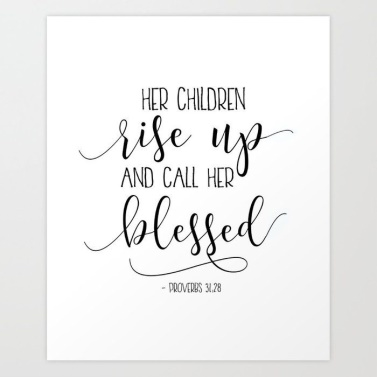 HER CHILDREN
rise up
AND CALL HER
blessed
- PROVERBS 31,28